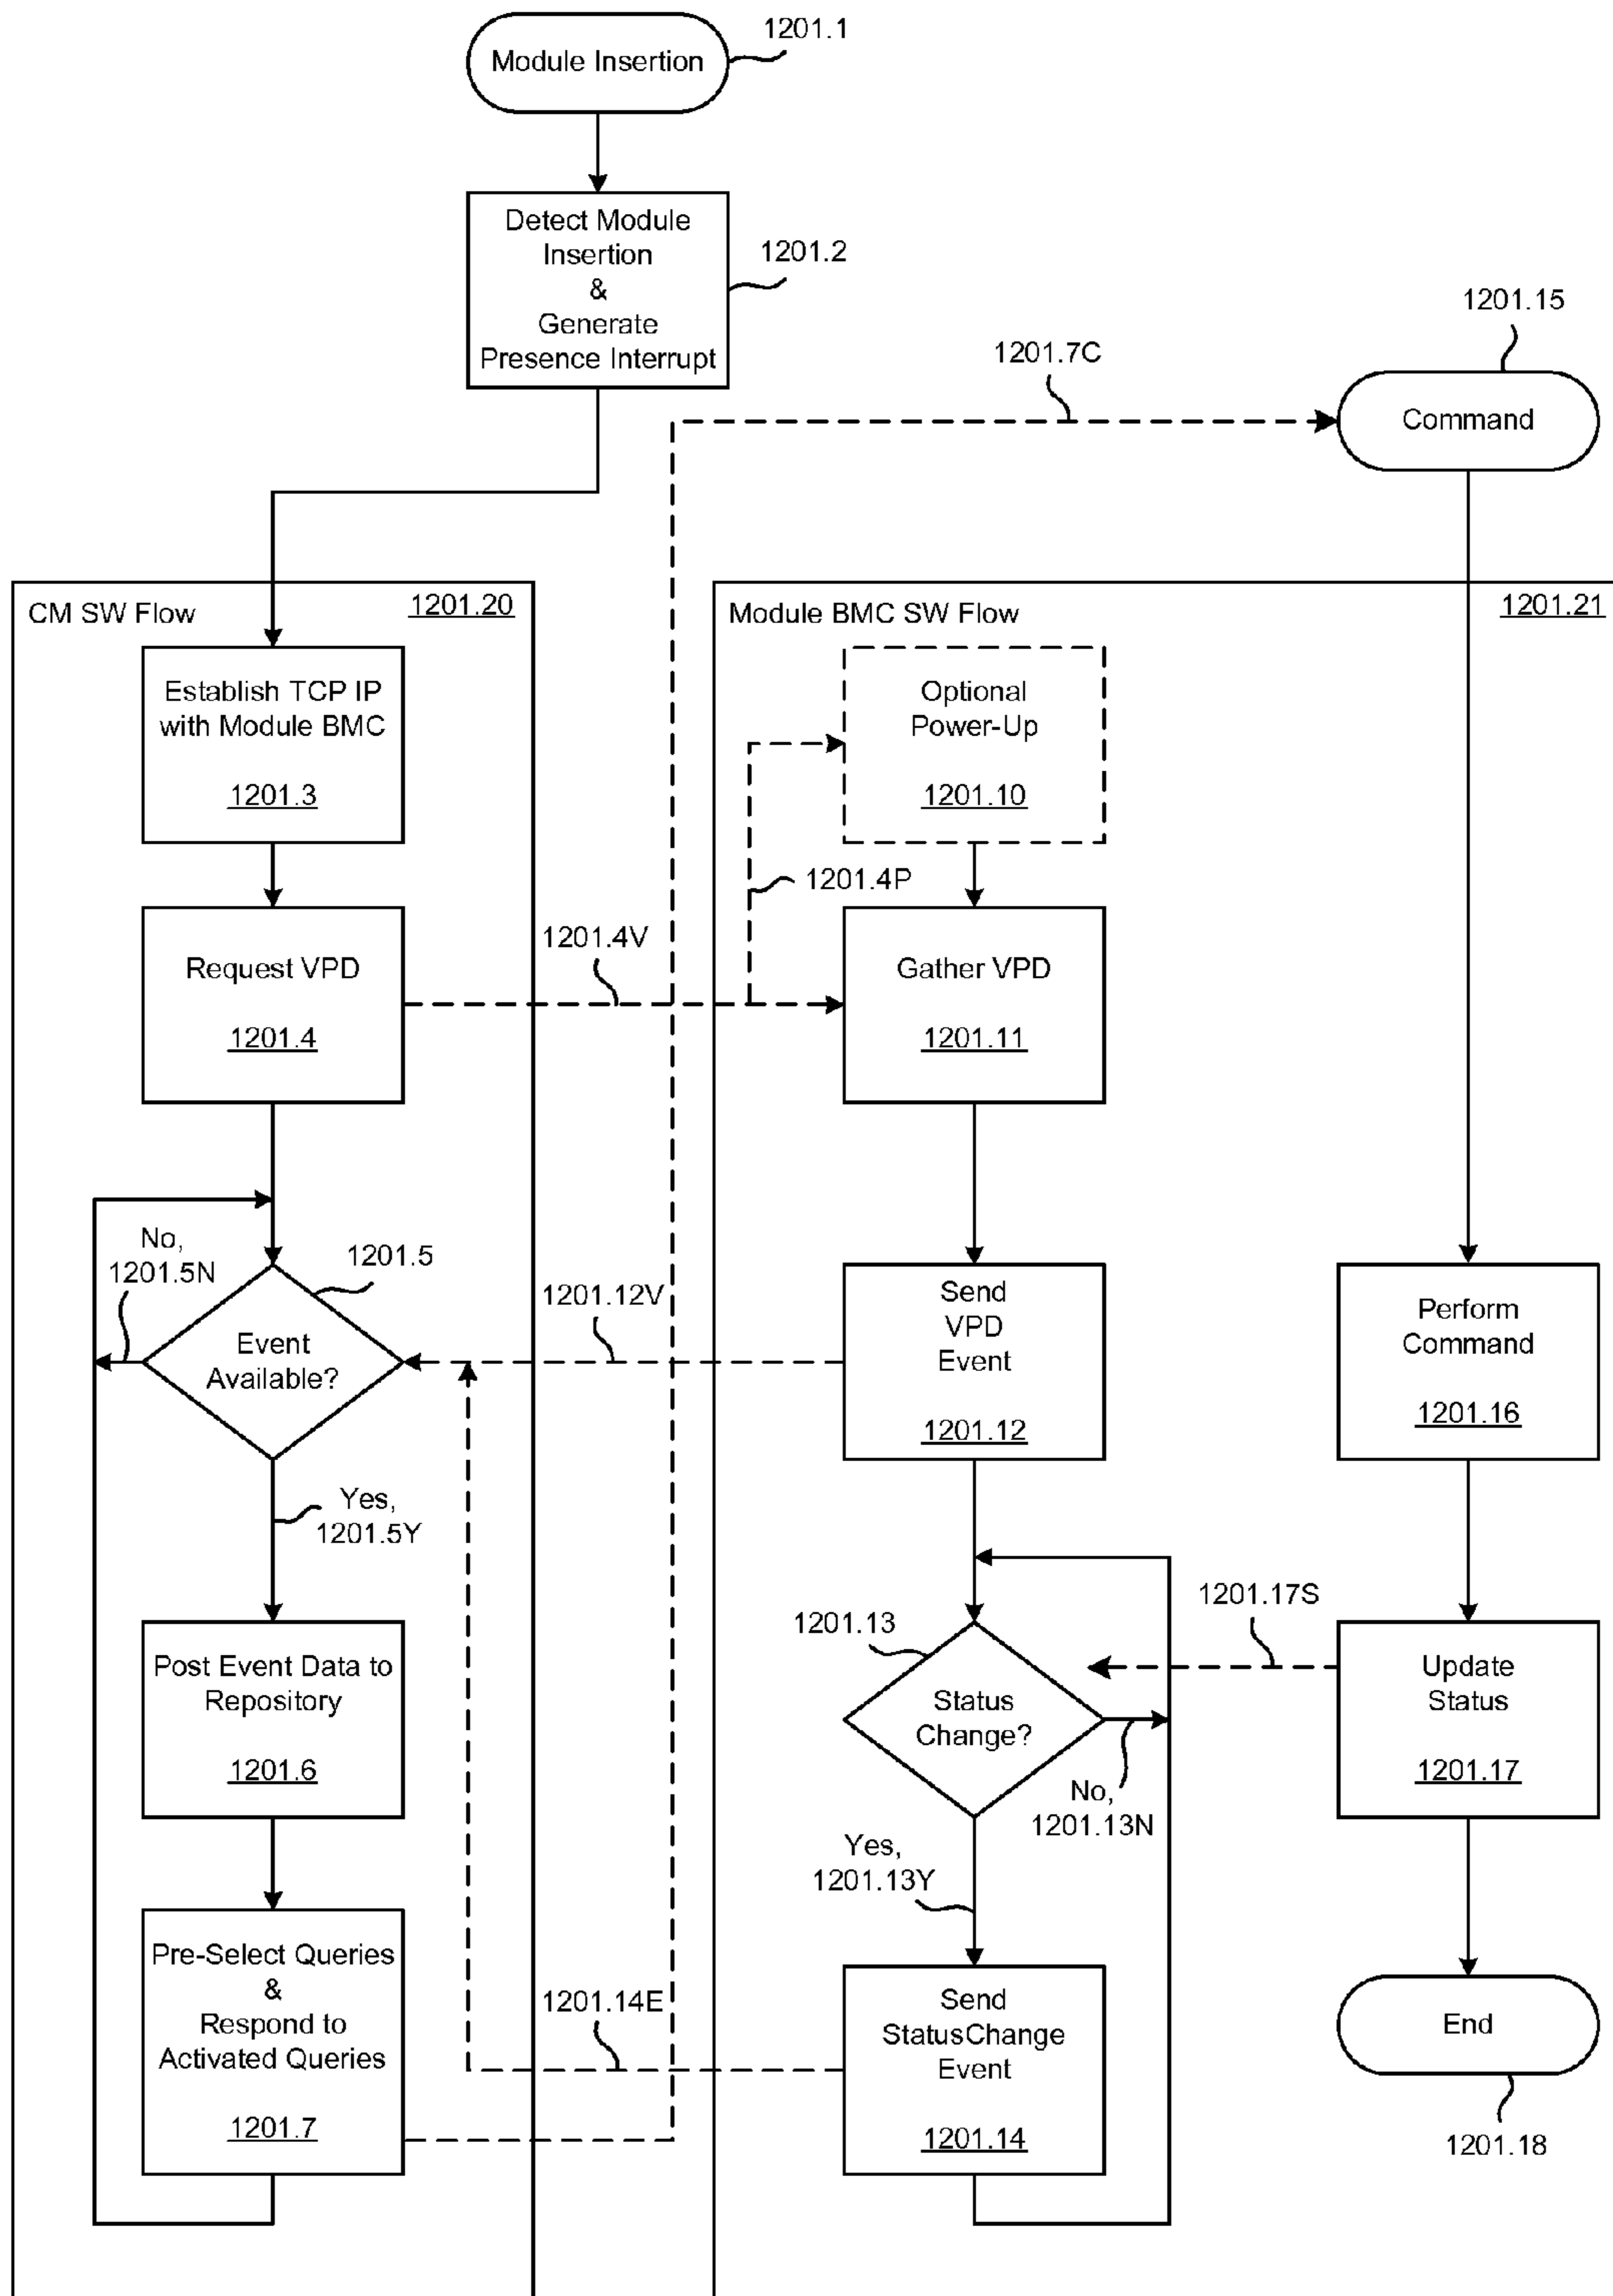 1201.1
Module Insertion
Detect Module
Insertion
&
Generate
Presence Interrupt
1201.2
1201.15
1201.7C
Command
CM SW Flow
1201.20
Module BMC SW Flow
1201.21
Establish TCP IP
with Module BMC
1201.3
Optional
Power-Up
1201.10
1201.4P
1201.4V
Request VPD
1201.4
Gather VPD
1201.11
No,
1201.5N
1201.5
Event
Available?
1201.12V
Send
VPD
Event
1201.12
Perform
Command
1201.16
Yes,
1201.5Y
1201.17S
1201.13
Post Event Data to
Repository
1201.6
Status
Change?
Update
Status
1201.17
No,
1201.13N
Yes,
1201.13Y
Pre-Select Queries
&
Respond to
Activated Queries
1201.7
1201.14E
Send
StatusChange
Event
1201.14
End
1201.18